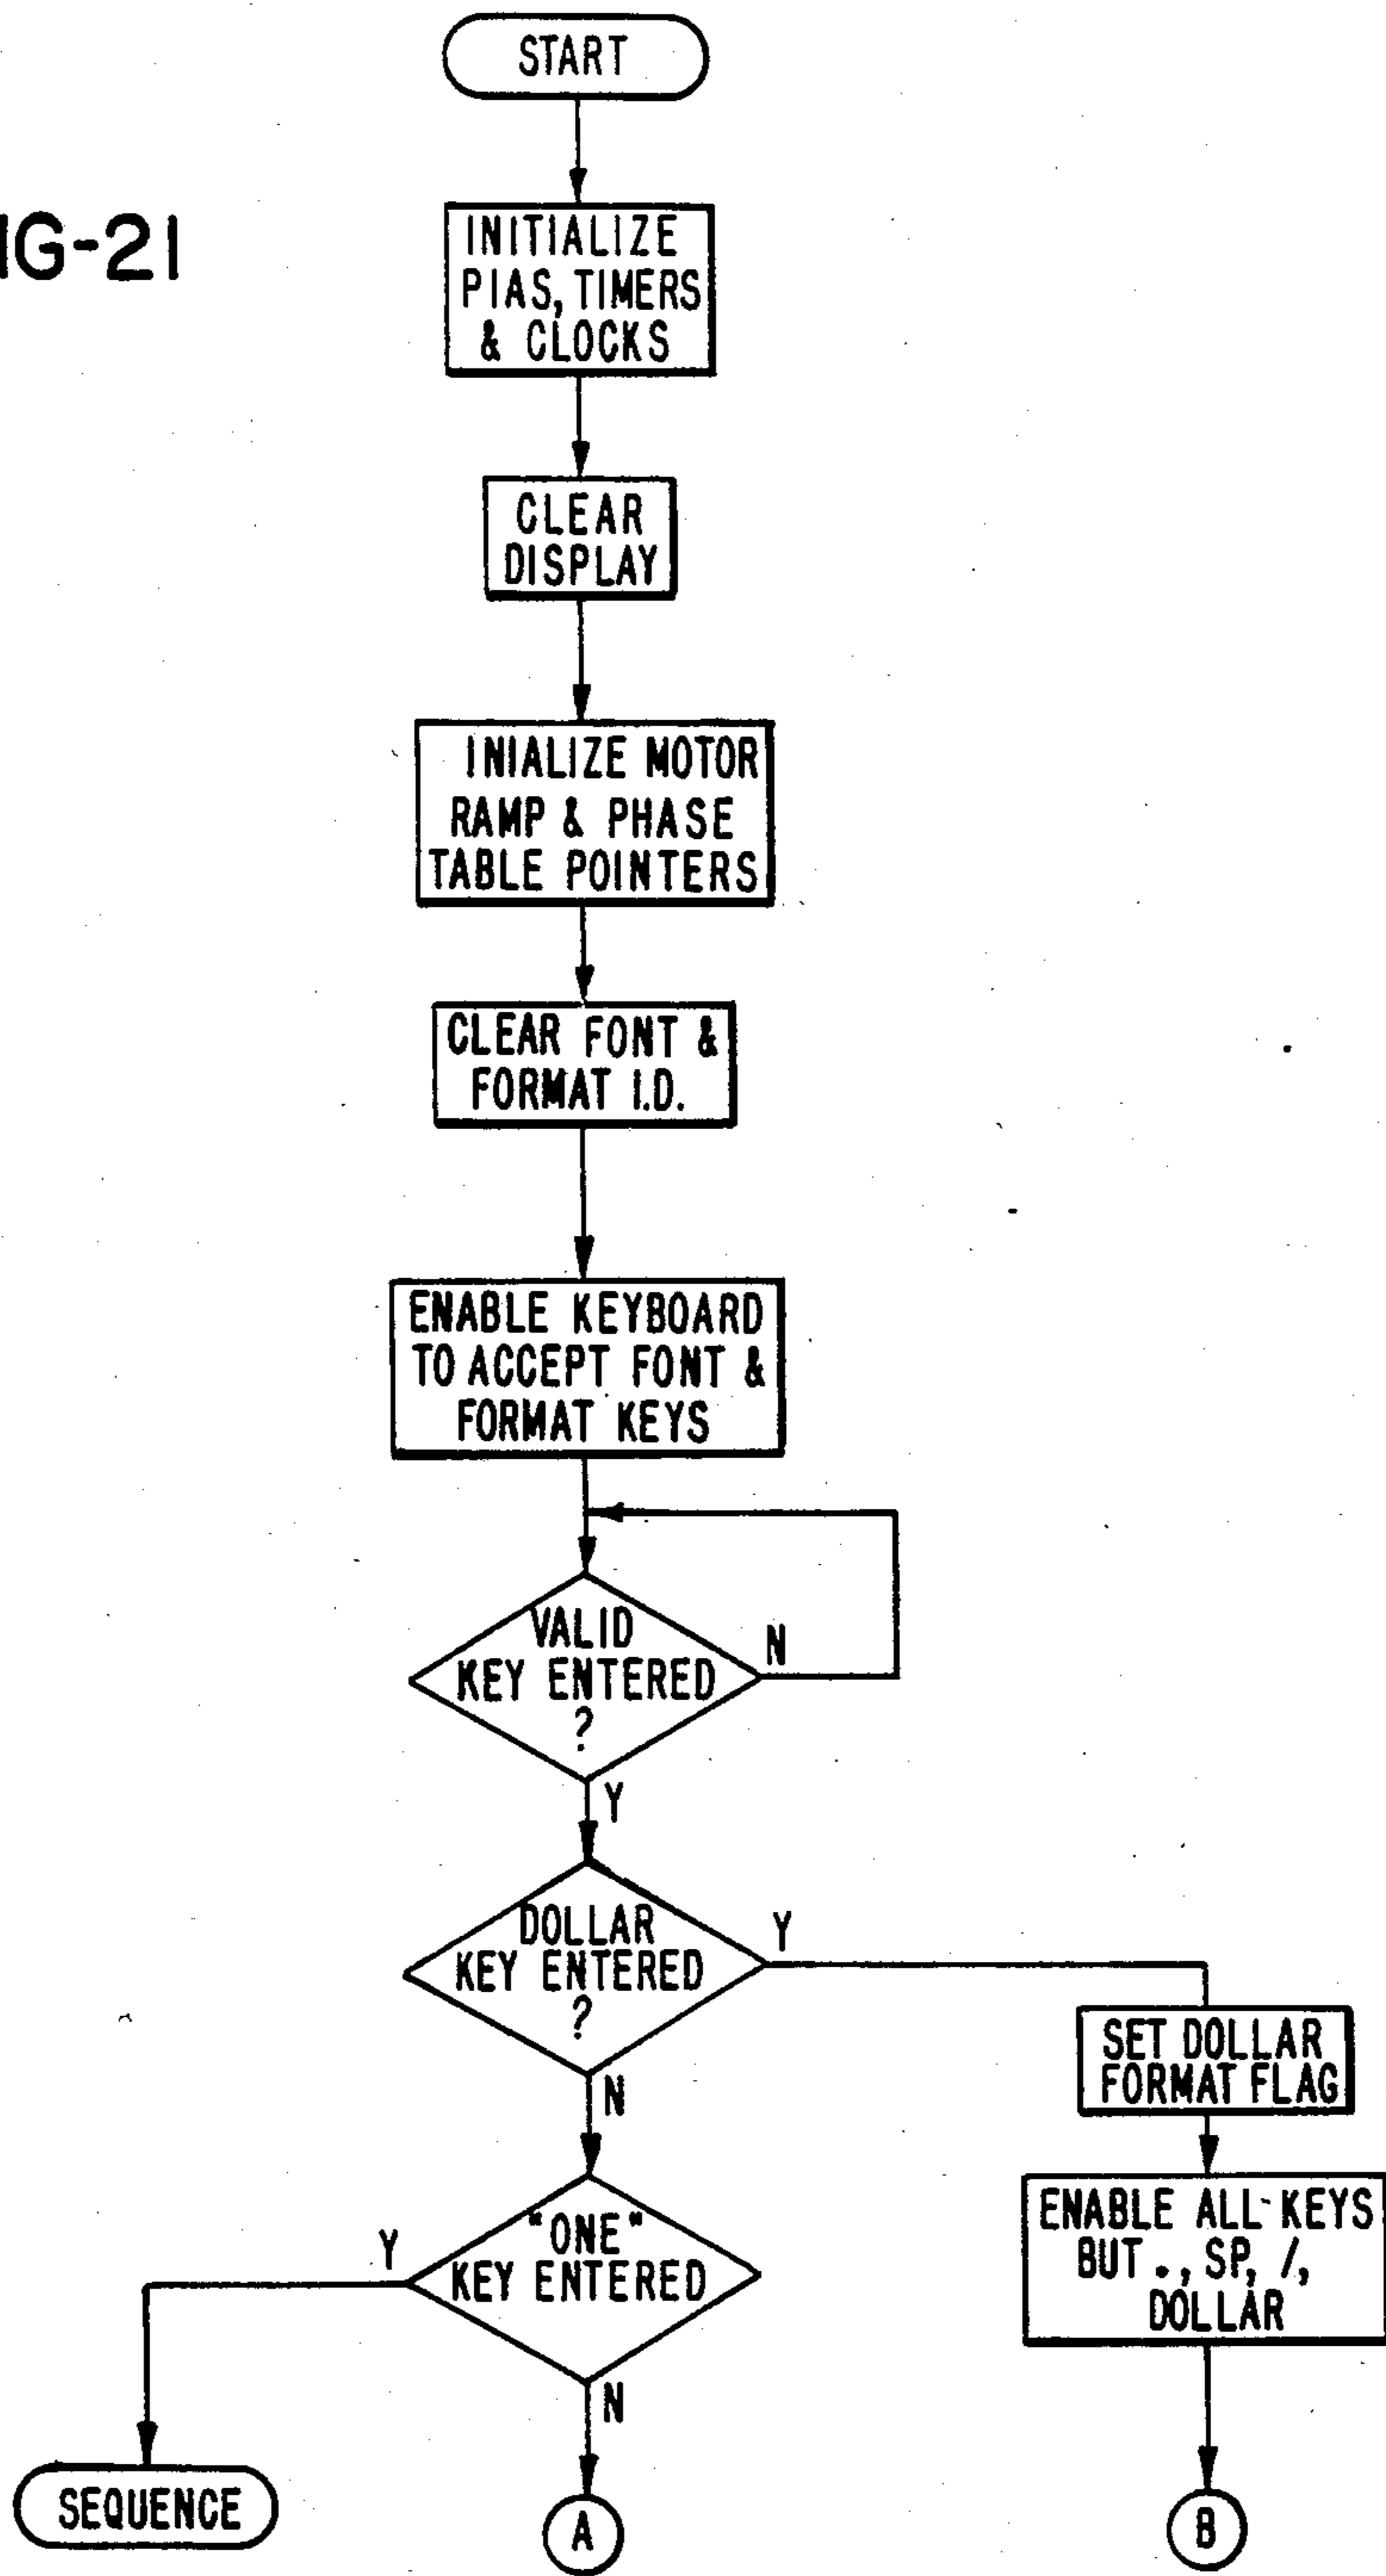 START
IG-21
INITIALIZE
PIAS, TIMERS
& CLOCKS
CLEAR
DISPLAY
INIALIZE MOTOR
RAMP & PHASE
TABLE POINTERS
CLEAR FONT &
FORMAT I.D.
ENABLE KEYBOARD
TO ACCEPT FONT &
FORMAT KEYS
VALID
KEY ENTERED
?
N
Y
DOLLAR
KEY ENTERED
?
Y
N
SET DOLLAR
FORMAT FLAG
"ONE"
KEY ENTERED
Y
N
ENABLE ALL KEYS
BUT ., SP, /,
DOLLAR
SEQUENCE
A
B